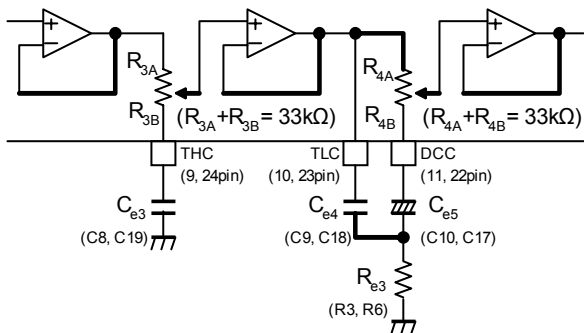 +
−
+
−
+
−
R3A
R3B
R4A
R4B
(R3A+R3B= 33kΩ)
(R4A+R4B= 33kΩ)
THC
TLC
DCC
(9, 24pin)
(10, 23pin)
(11, 22pin)
Ce3
Ce4
Ce5
(C8, C19)
(C9, C18)
(C10, C17)
Re3
(R3, R6)